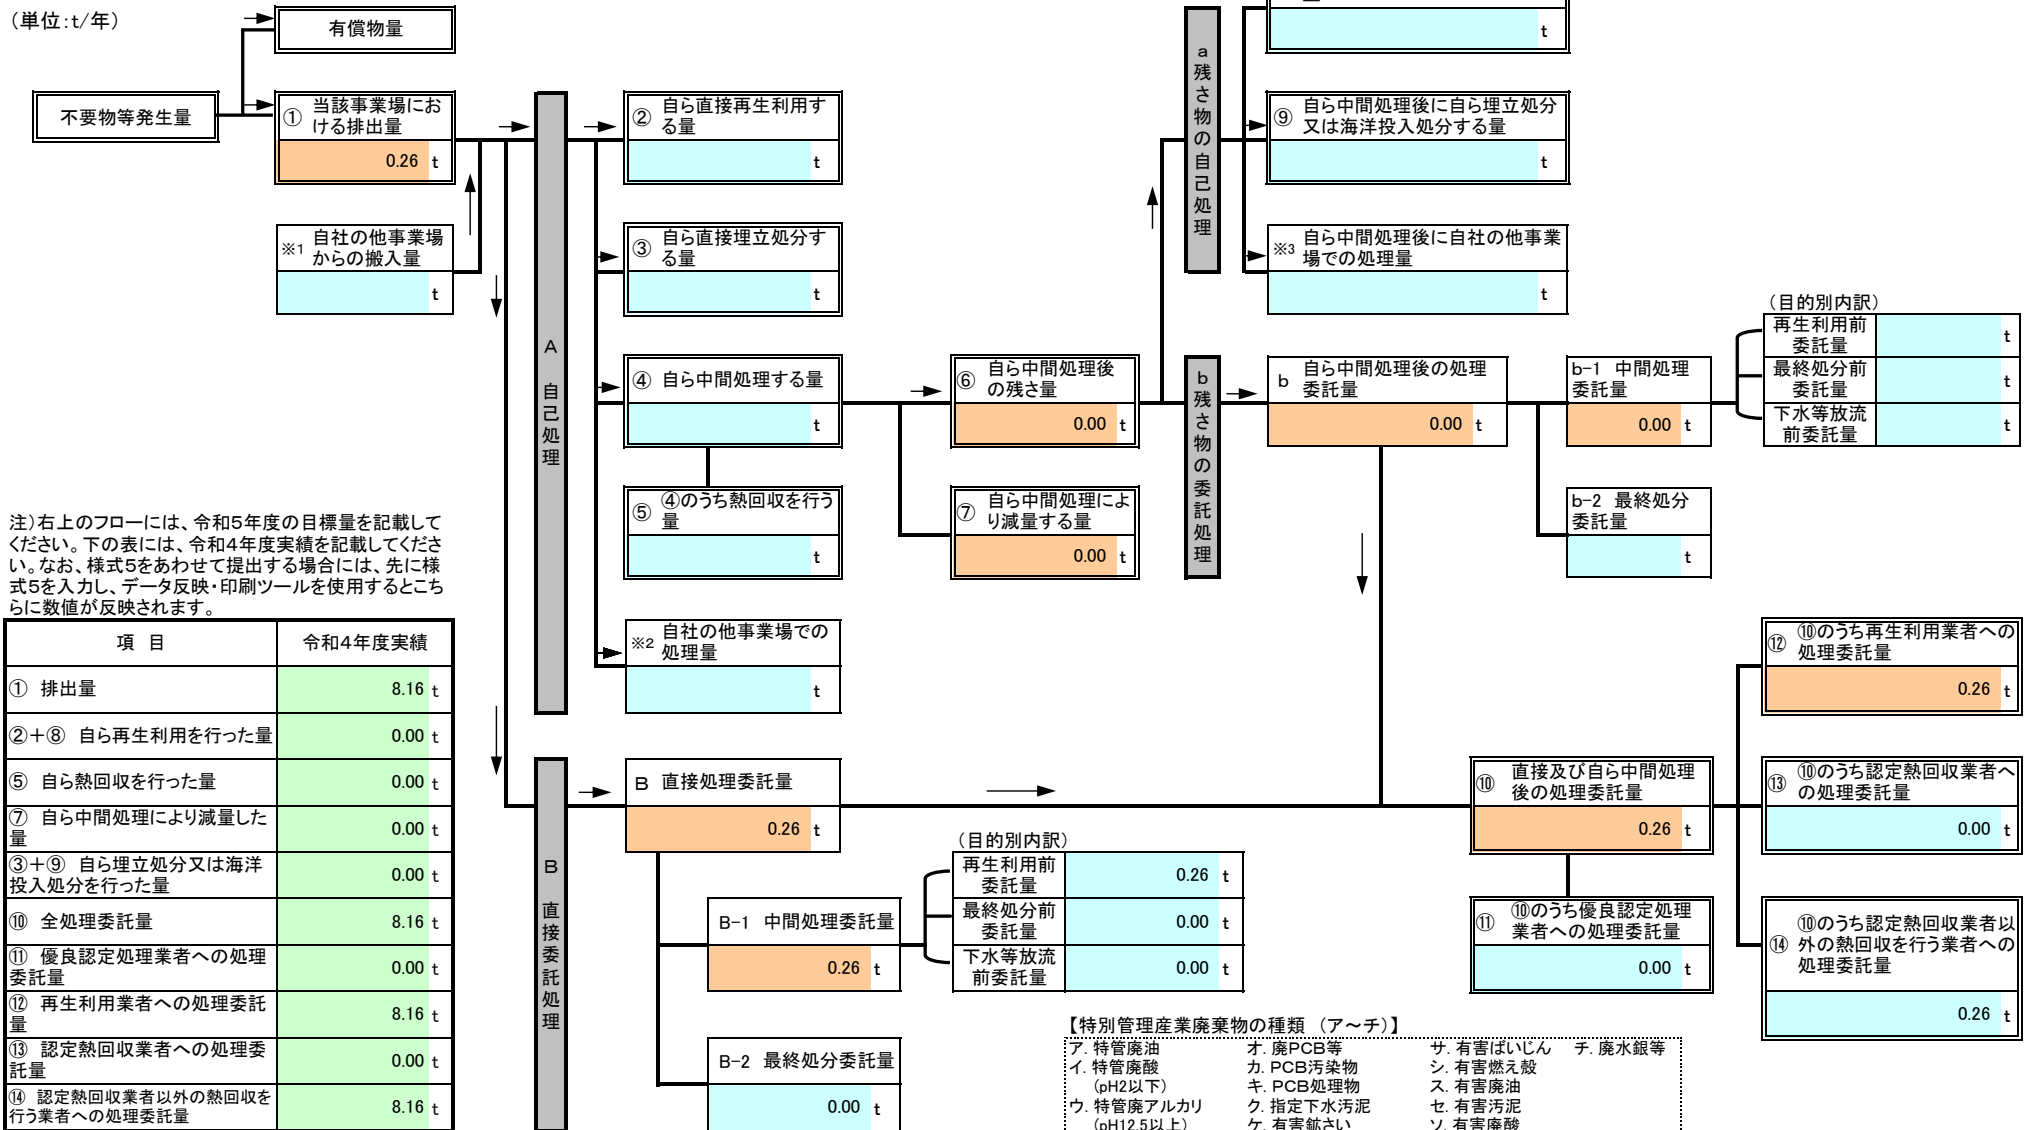 （単位：t/年）
有償物量
不要物等発生量
① 当該事業場にお
ける排出量
0.26 t
※1 自社の他事業場
からの搬入量
t
A 自己処理
② 自ら直接再生利用す
る量
t
③ 自ら直接埋立処分す
る量
t
④ 自ら中間処理する量
t
⑤ ④のうち熱回収を行う
量
t
※2 自社の他事業場での
処理量
t
⑥ 自ら中間処理後
の残さ量
0.00 t
⑦ 自ら中間処理によ
り減量する量
0.00 t
a 残さ物の自己処理
t
⑨ 自ら中間処理後に自ら埋立処分
又は海洋投入処分する量
t
※3 自ら中間処理後に自社の他事業
場での処理量
t
b 残さ物の委託処理
b 自ら中間処理後の処理
委託量
0.00 t
b-1 中間処理
委託量
0.00 t
（目的別内訳）
再生利用前
委託量
t
最終処分前
委託量
t
下水等放流
前委託量
t
b-2 最終処分
委託量
t
注）右上のフローには、令和5年度の目標量を記載して
ください。下の表には、令和4年度実績を記載してくださ
い。なお、様式5をあわせて提出する場合には、先に様
式5を入力し、データ反映・印刷ツールを使用するとこち
らに数値が反映されます。
項 目 令和4年度実績
① 排出量 8.16 t
②＋⑧ 自ら再生利用を行った量 0.00 t
⑤ 自ら熱回収を行った量 0.00 t
⑦ 自ら中間処理により減量した
量 0.00 t
③＋⑨ 自ら埋立処分又は海洋
投入処分を行った量 0.00 t
⑩ 全処理委託量 8.16 t
⑪ 優良認定処理業者への処理
委託量 0.00 t
⑫ 再生利用業者への処理委託
量 8.16 t
⑬ 認定熱回収業者への処理委
託量 0.00 t
⑭ 認定熱回収業者以外の熱回収を
行う業者への処理委託量 8.16 t
B 直接委託処理
B 直接処理委託量
0.26 t
B-1 中間処理委託量
0.26 t
（目的別内訳）
再生利用前
委託量 0.26 t
最終処分前
委託量 0.00 t
下水等放流
前委託量 0.00 t
B-2 最終処分委託量
0.00 t
⑩ 直接及び自ら中間処理
後の処理委託量
0.26 t
⑪ ⑩のうち優良認定処理
業者への処理委託量
0.00 t
⑫ ⑩のうち再生利用業者への
処理委託量
0.26 t
⑬ ⑩のうち認定熱回収業者へ
の処理委託量
0.00 t
⑭ ⑩のうち認定熱回収業者以
外の熱回収を行う業者への
処理委託量
0.26 t
【特別管理産業廃棄物の種類 （ア～チ）】
ア. 特管廃油 オ. 廃PCB等 サ. 有害ばいじん チ. 廃水銀等
イ. 特管廃酸 カ. PCB汚染物 シ. 有害燃え殻
（pH2以下） キ. PCB処理物 ス. 有害廃油
ウ. 特管廃アルカリ ク. 指定下水汚泥 セ. 有害汚泥
（pH12.5以上） ケ. 有害鉱さい ソ. 有害廃酸